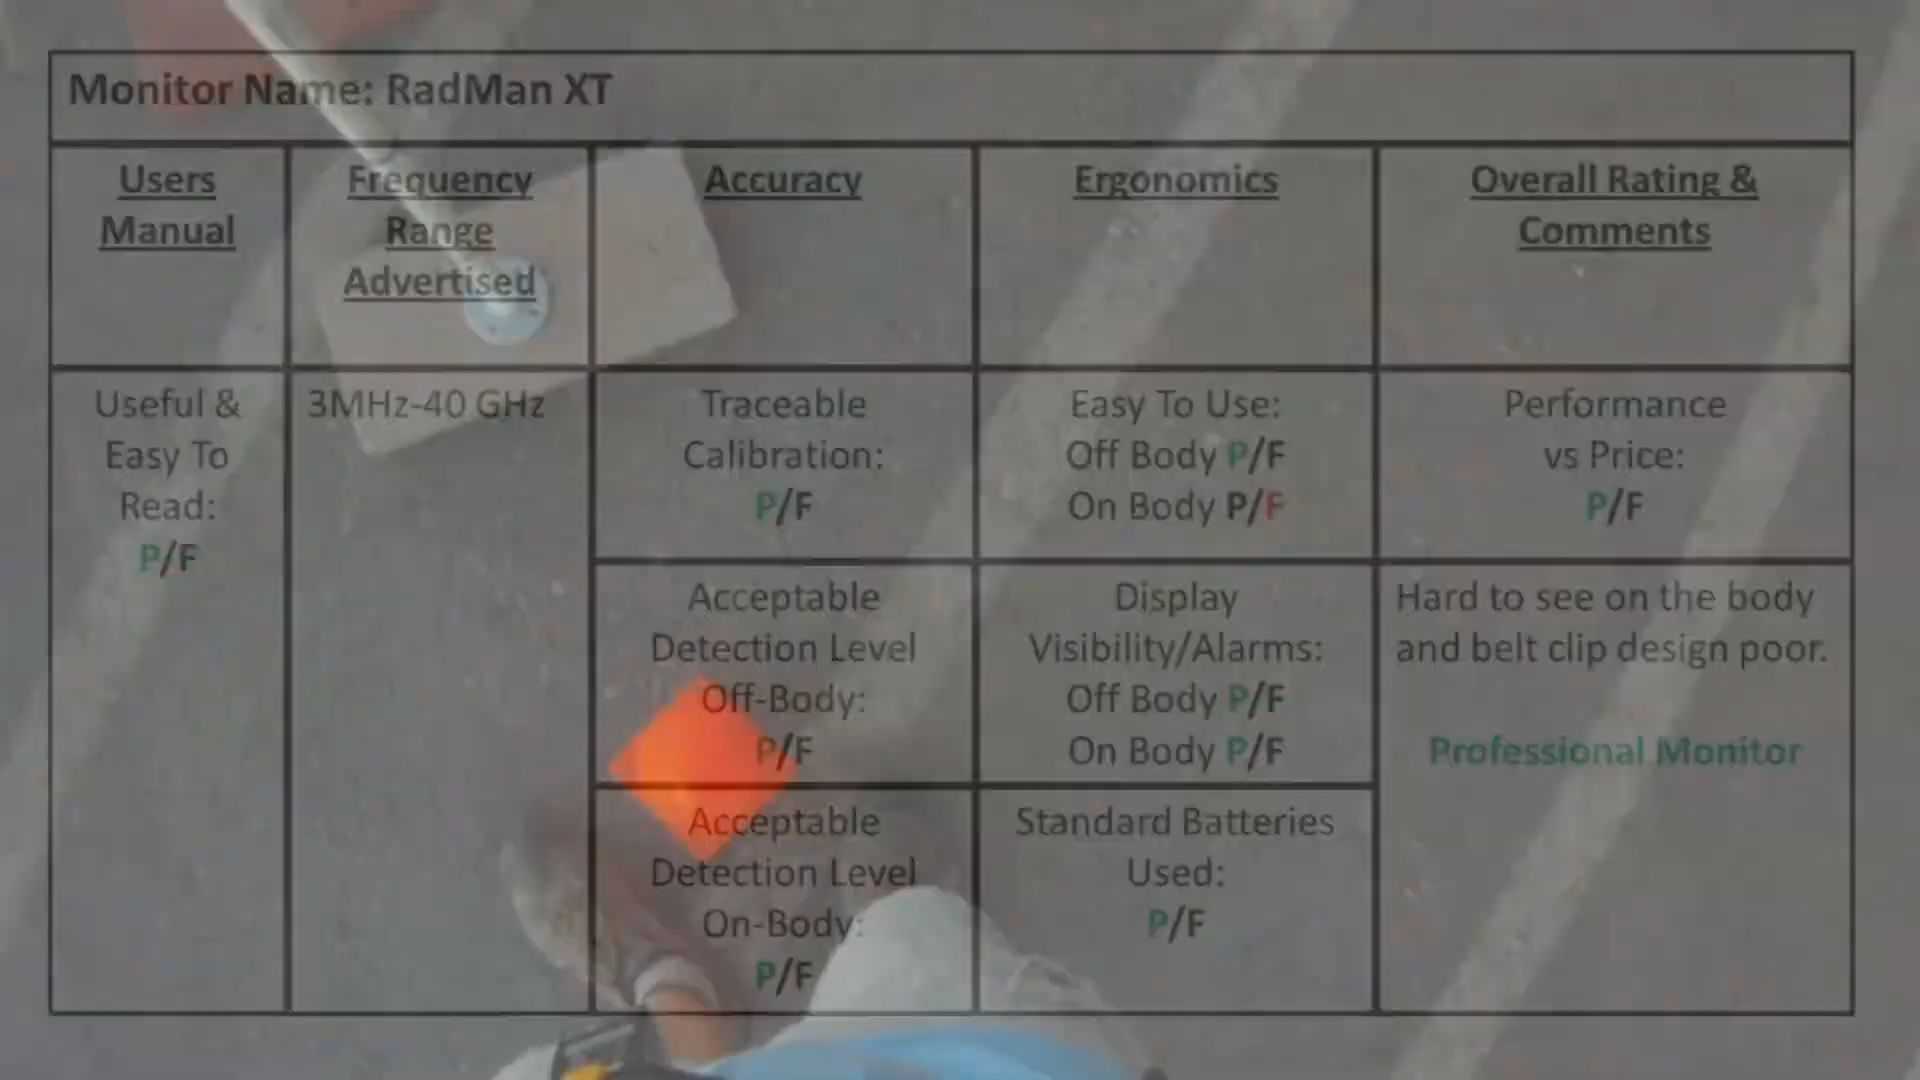 Monitor Name: RadMan XT
Users
Manual
Frequency
Range
Advertised
Accuracy
Ergonomics
Overall Rating &
Comments
Useful &
Easy To
Read:
P/F
3MHz-40 GHz
Traceable
Calibration:
P/F
Easy To Use:
Off Body P/F
On Body P/F
Performance
vs Price:
P/F
Acceptable
Detection Level
Off-Body:
P/F
Display
Visibility/Alarms:
Off Body P/F
On Body P/F
Hard to see on the body
and belt clip design poor.
Professional Monitor
Acceptable
Detection Level
On-Body:
P/F
Standard Batteries
Used:
P/F